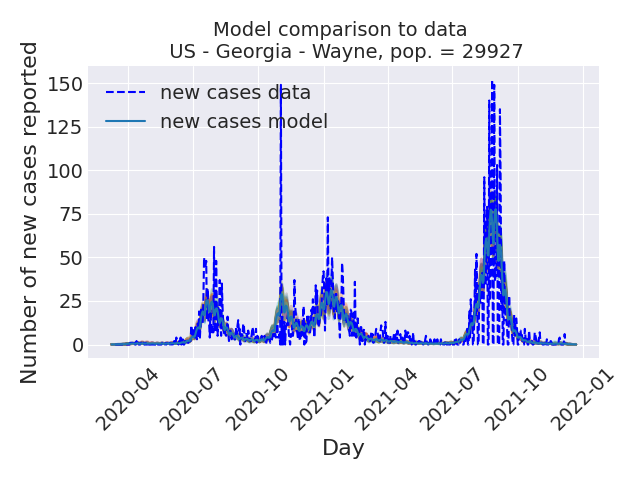 Model comparison to data
US - Georgia - Wayne, pop. = 29927
Number of new cases reported
150
125
100
75
50
25
0
new cases data
new cases model
2020-04
2020-07
2020-10
2021-01
2021-04
2021-07
2021-10
2022-01
Day